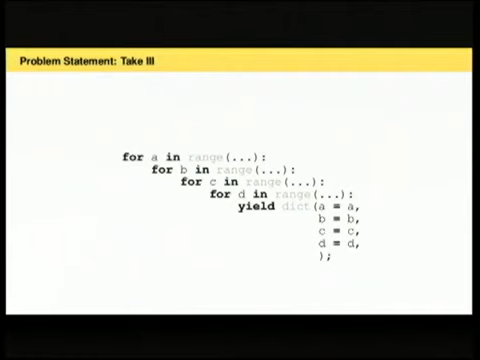 Problem Statement: Take III
for a in range(...):
for b in range(...):
for c in range(...):
for d in range(...):
yield dict(a = a,
b = b,
c = c,
d = d,
);